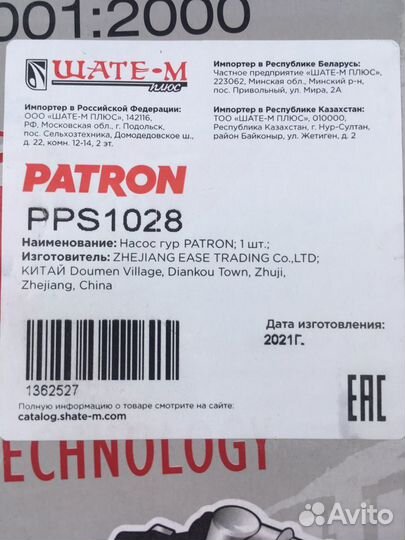 001:2000
ШАТЕ-М
плюс
Импортер в Республике Беларусь:
Частное предприятие «ШАТЕ-М ПЛЮС»,
223062, Минская обл., Минский р-н,
пос. Привольный, ул. Мира, 2А
Импортер в Российской Федерации:
ООО «ШАТЕ-М ПЛЮС», 142116,
РФ, Московская обл., г. Подольск,
пос. Сельхозтехника, Домодедовское ш.,
д. 22, комн. 12-14, 2 эт.
Импортер в Республике Казахстан:
ТОО «ШАТЕ-М ПЛЮС», 010000,
Республика Казахстан, г. Нур-Султан,
район Байконыр, ул. Жетиген, д. 2
PATRON
PPS1028
Наименование: Насос гур PATRON; 1 шт.;
Изготовитель: ZHEJIANG EASE TRADING Co.,LTD;
КИТАЙ Doumen Village, Diankou Town, Zhuji,
Zhejiang, China
Дата изготовления:
2021Г.
1362527
EAC
Полную информацию о товаре смотрите на сайте:
catalog.shate-m.com
ECHNOLOGY
Avito